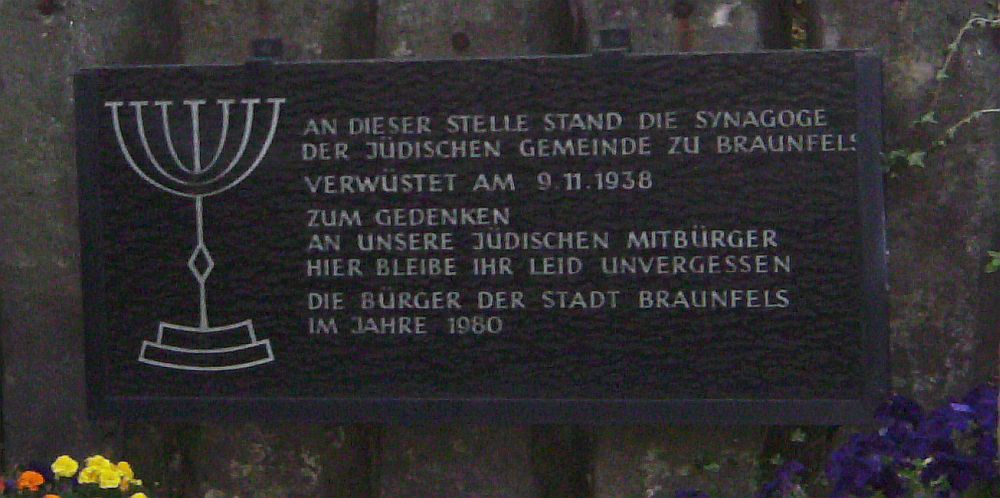 AN DIESER STELLE STAND DIE SYNAGOGE
DER JÜDISCHEN GEMEINDE ZU BRAUNFELS
VERWÜSTET AM 9.11.1938
ZUM GEDENKEN
AN UNSERE JÜDISCHEN MITBÜRGER
HIER BLEIBE IHR LEID UNVERGESSEN
DIE BÜRGER DER STADT BRAUNFELS
IM JAHRE 1980